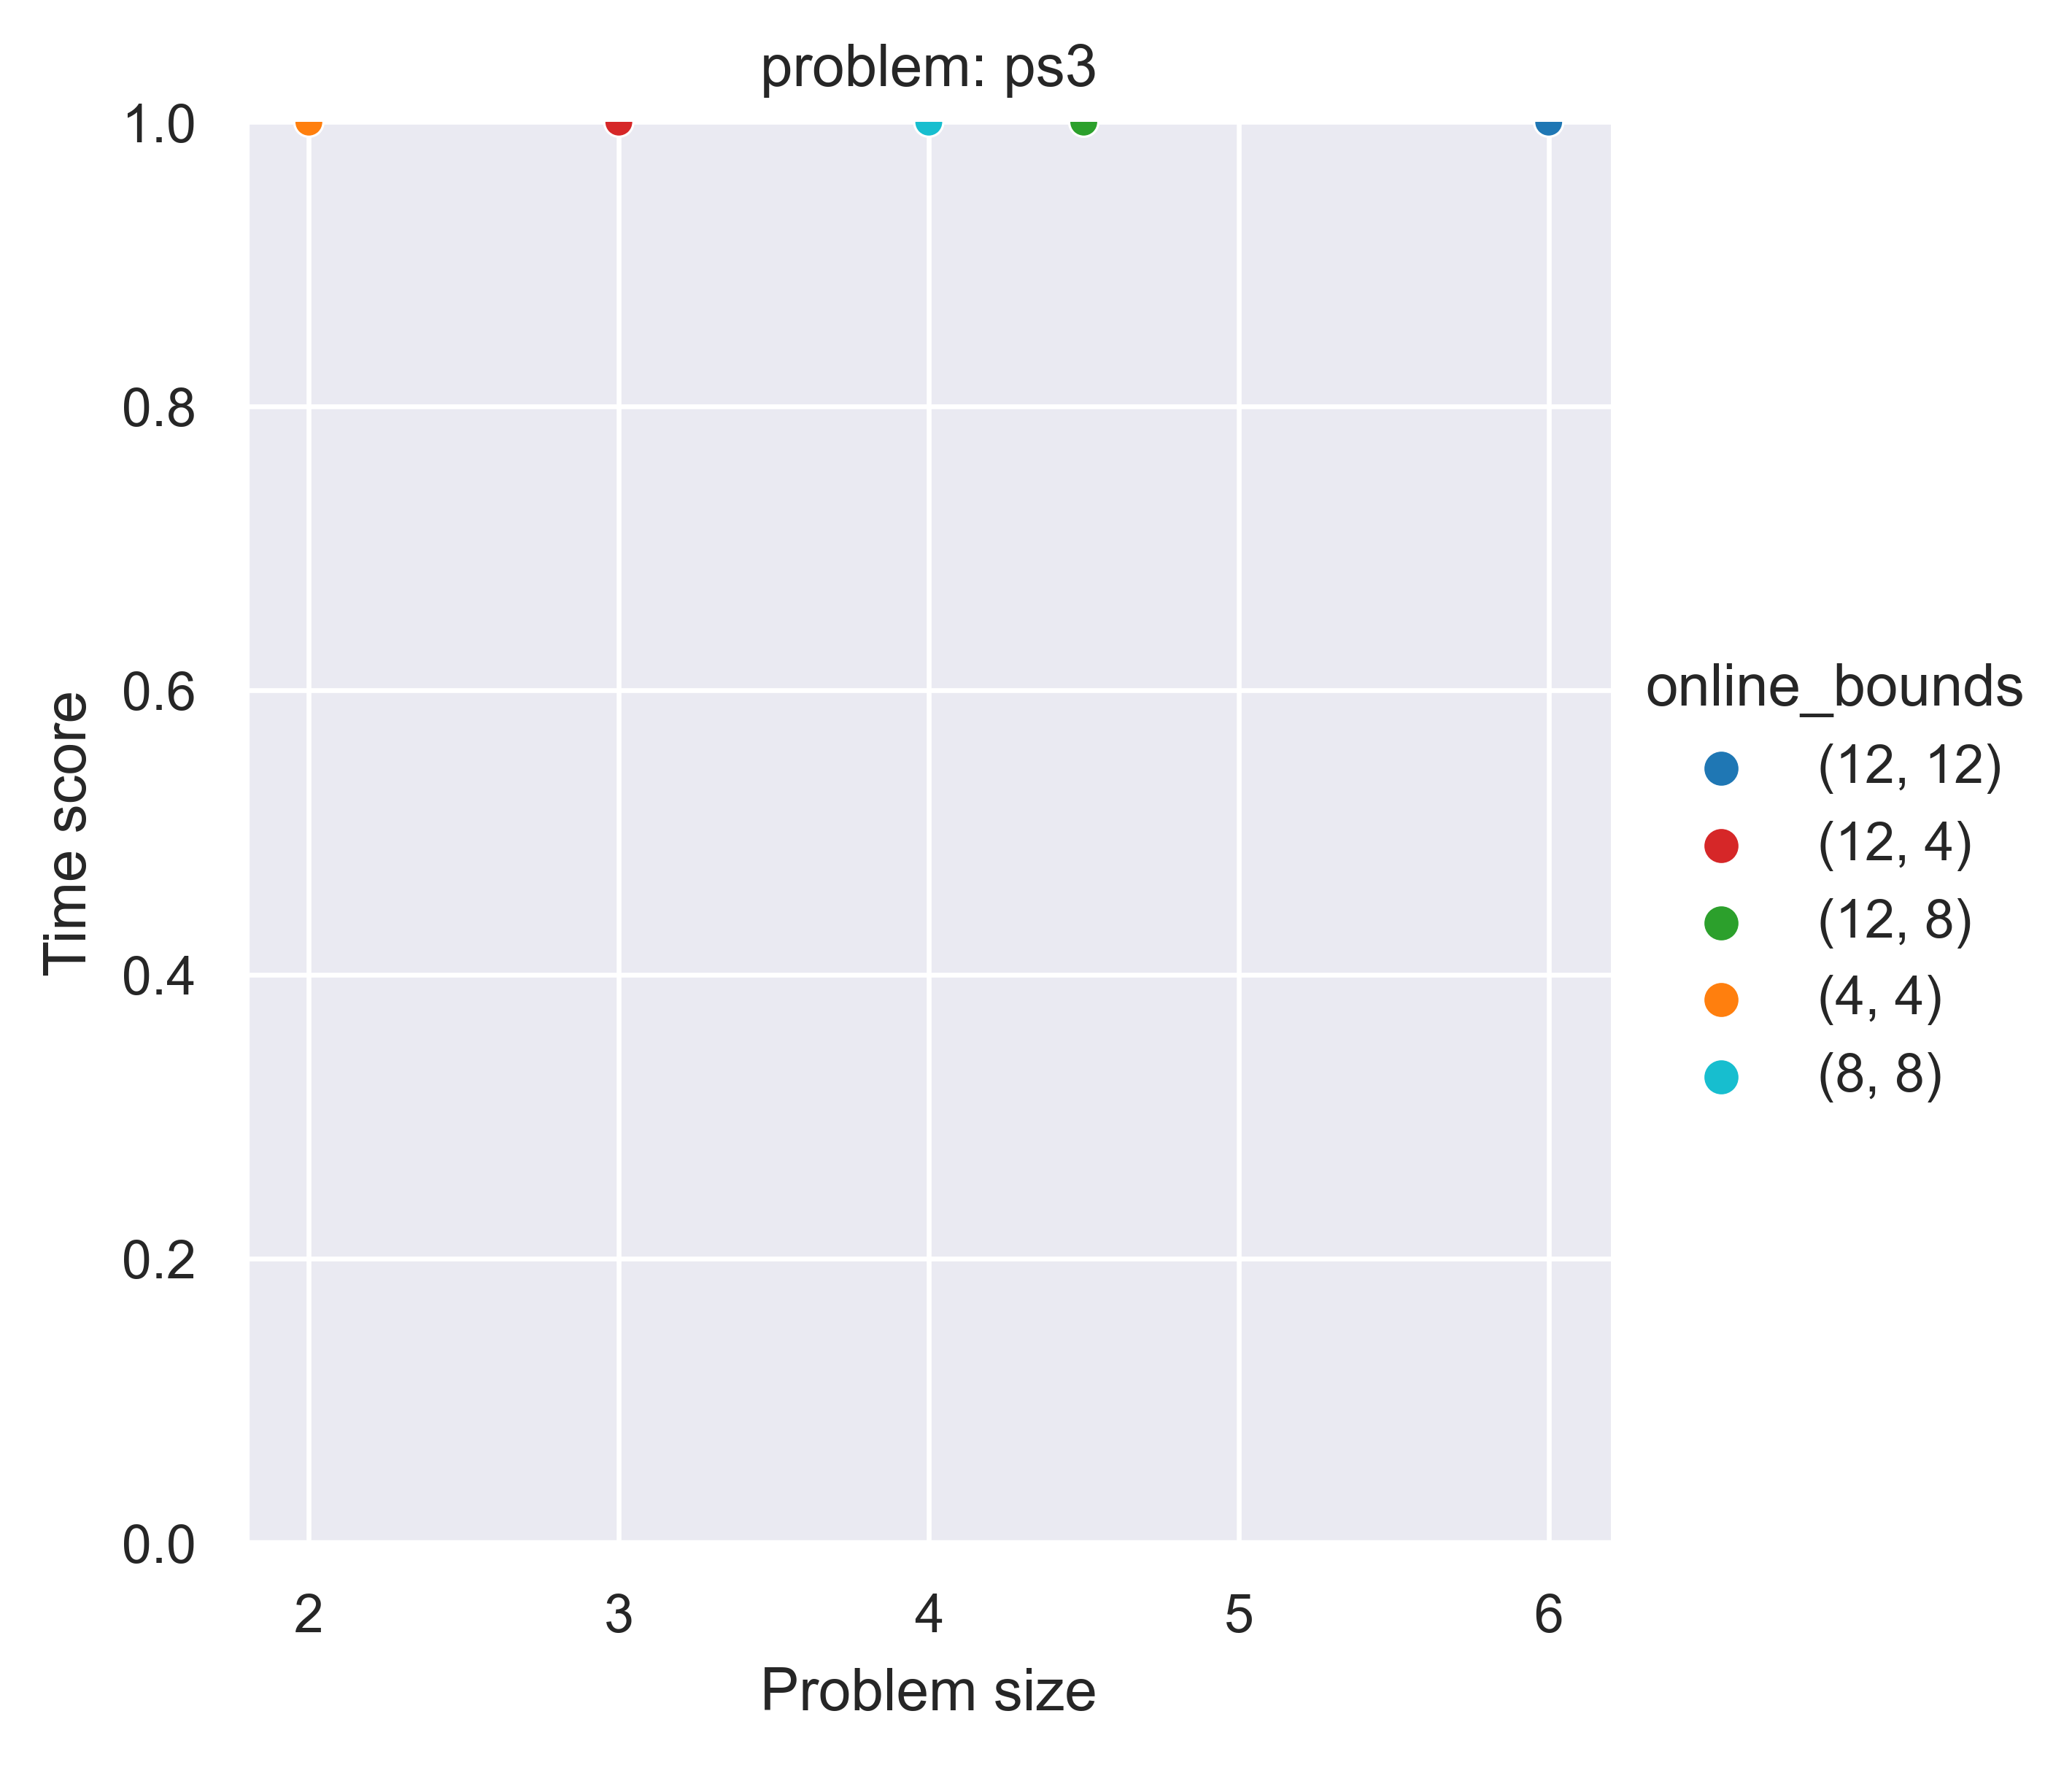 problem: ps3
1.0
0.8
0.6
0.4
0.2
0.0
Time score
2 3 4 5 6
Problem size
online_bounds
(12, 12)
(12, 4)
(12, 8)
(4, 4)
(8, 8)